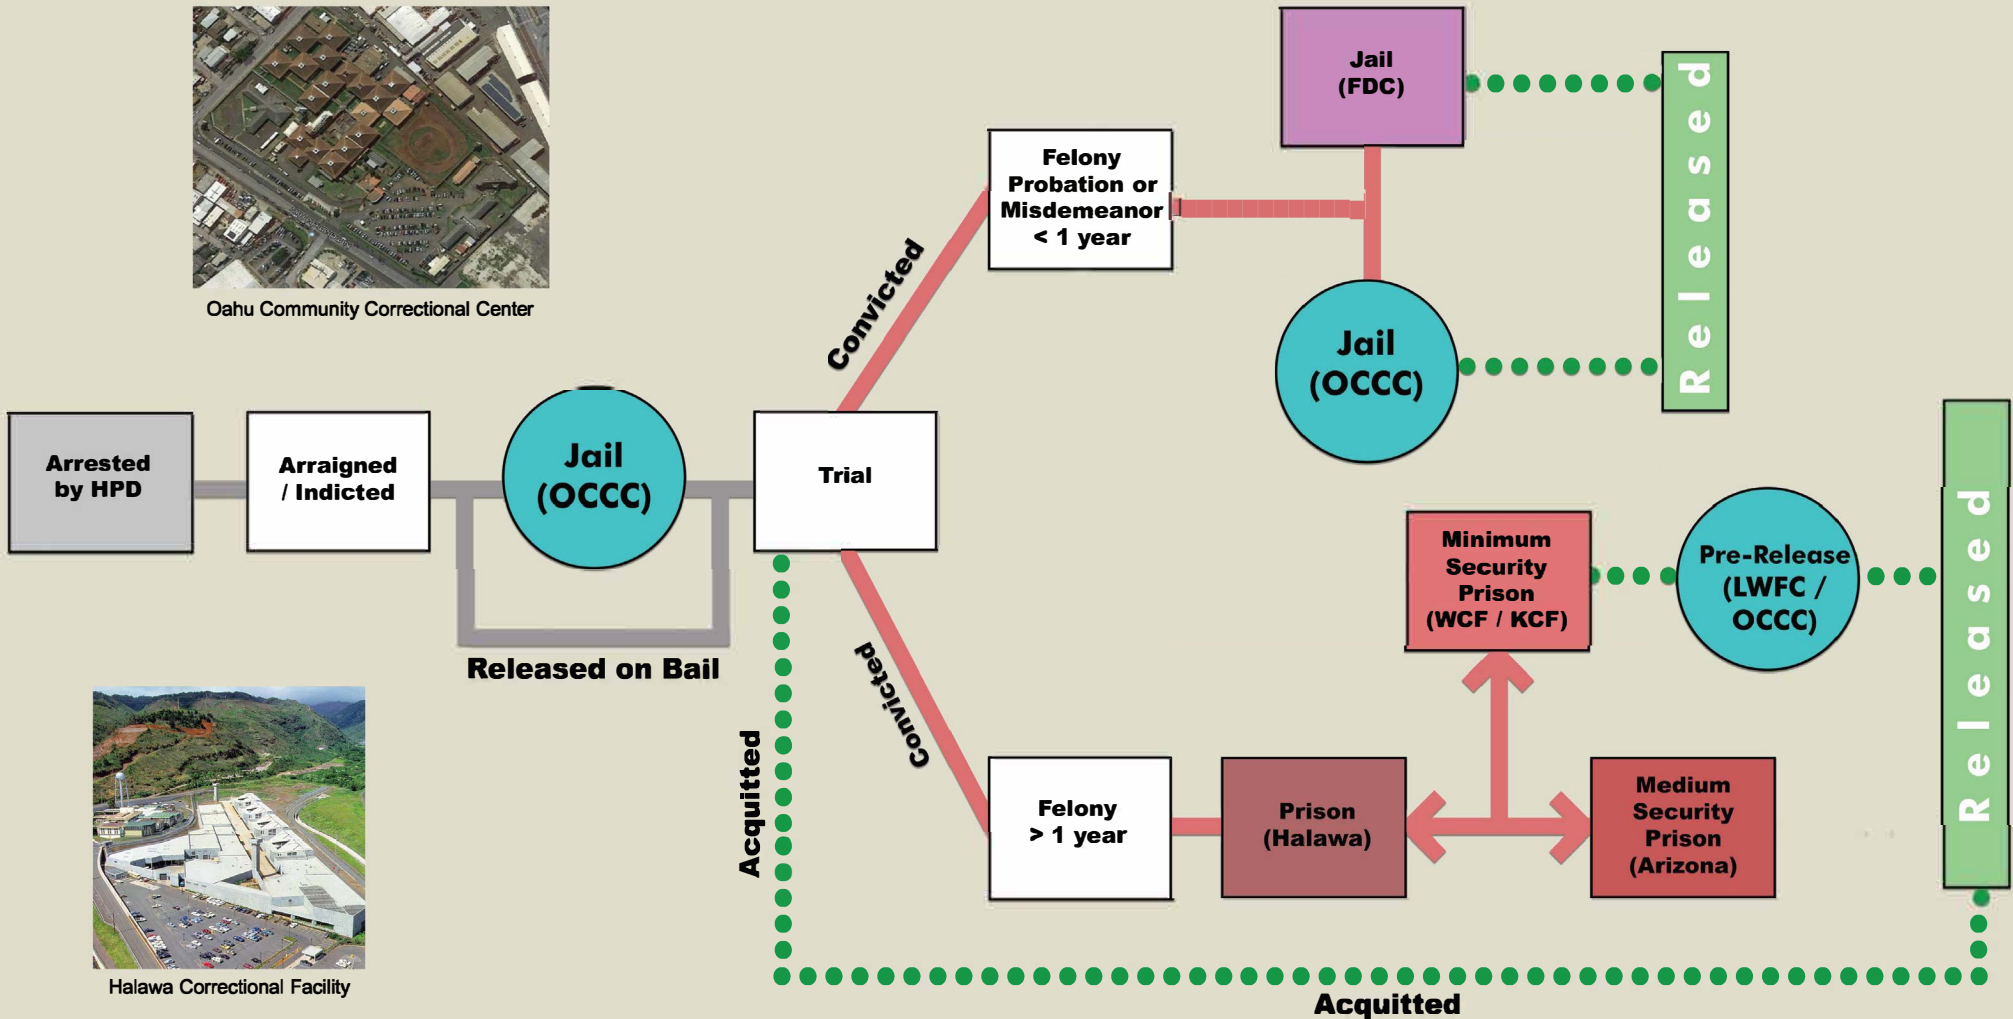 Oahu Community Correctional Center
Arrested
by HPD
Arraigned
/ Indicted
Jail
(OCCC)
Released on Bail
Trial
Convicted
Felony
Probation or
Misdemeanor
< 1 year
Jail
(FDC)
Jail
(OCCC)
Released
Convicted
Felony
> 1 year
Prison
(Halawa)
Minimum
Security
Prison
(WCF / KCF)
Medium
Security
Prison
(Arizona)
Pre-Release
(LWFC /
OCCC)
Released
Acquitted
Acquitted
Halawa Correctional Facility